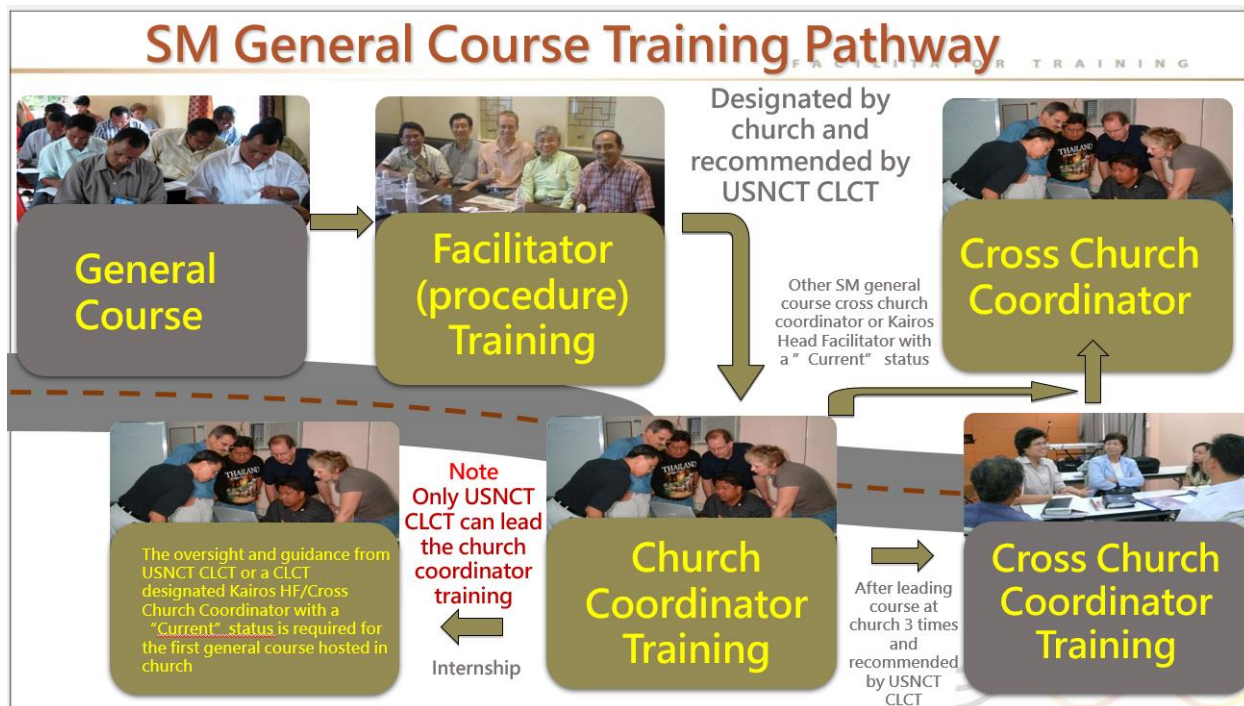 SM General Course Training Pathway
FACILITATOR TRAINING
General
Course
Facilitator
(procedure)
Training
Designated by
church and
recommended by
USNCT CLCT
Other SM general
course cross church
coordinator or Kairos
Head Facilitator with
a " Current" status
Cross Church
Coordinator
THAILAND
The oversight and guidance from
USNCT CLCT or a CLCT
designated Kairos HF/Cross
Church Coordinator with a
"Current" status is required for
the first general course hosted in
church
Note
Only USNCT
CLCT can lead
the church
coordinator
training
Internship
THAILAND
Church
Coordinator
Training
After leading
course at
church 3 times
and
recommended
by USNCT
CLCT
Cross Church
Coordinator
Training
THAILAND